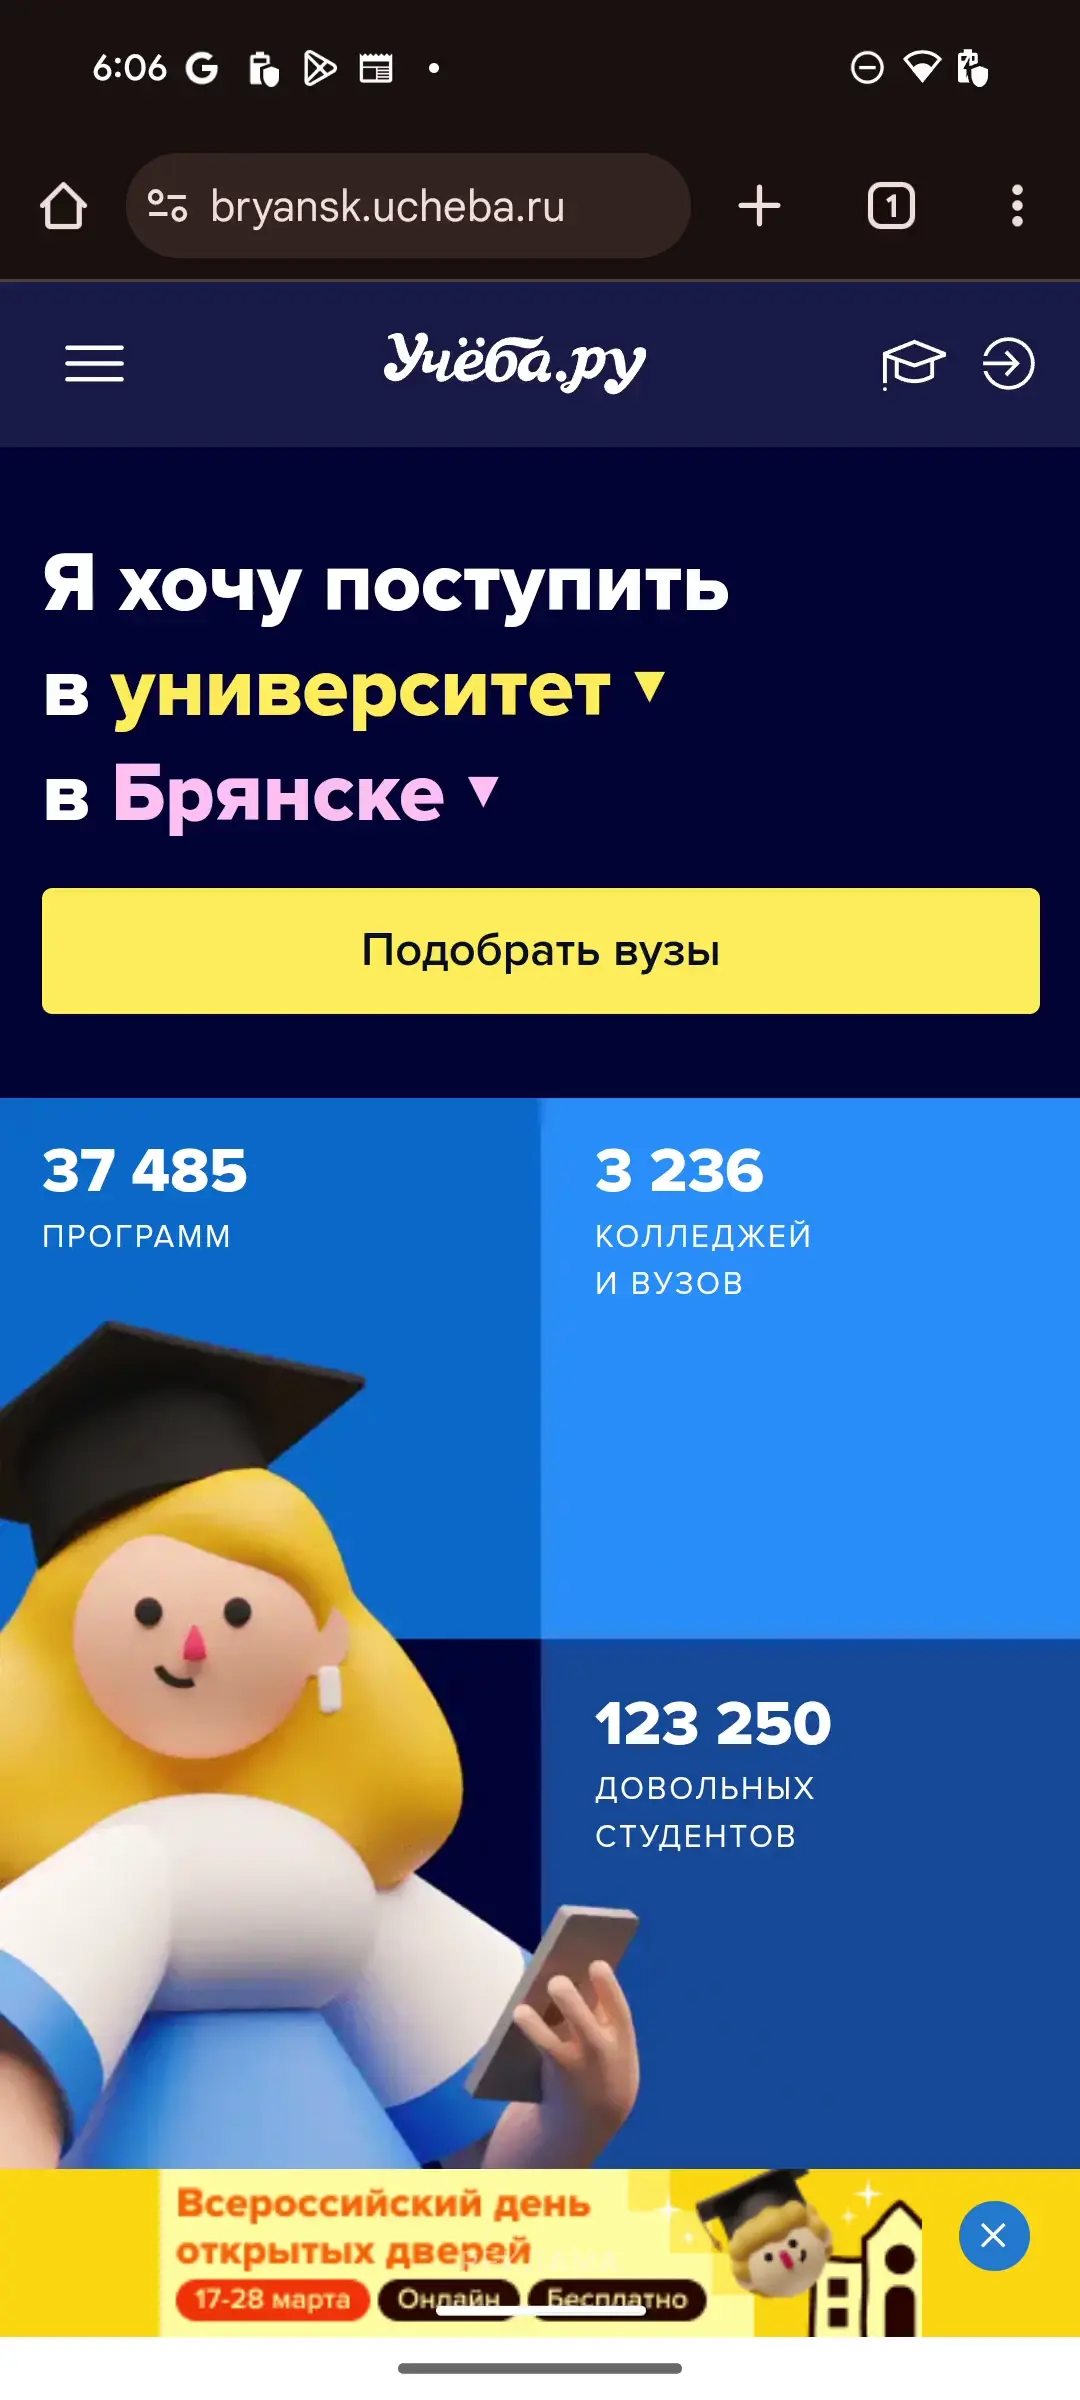 6:06
bryansk.ucheba.ru
1
Учёба.ру
Я хочу поступить
в университет
в Брянске
Подобрать вузы
37 485
ПРОГРАММ
3 236
КОЛЛЕДЖЕЙ
И ВУЗОВ
123 250
ДОВОЛЬНЫХ
СТУДЕНТОВ
Всероссийский день
открытых дверей
17-28 марта
Онлайн
Бесплатно